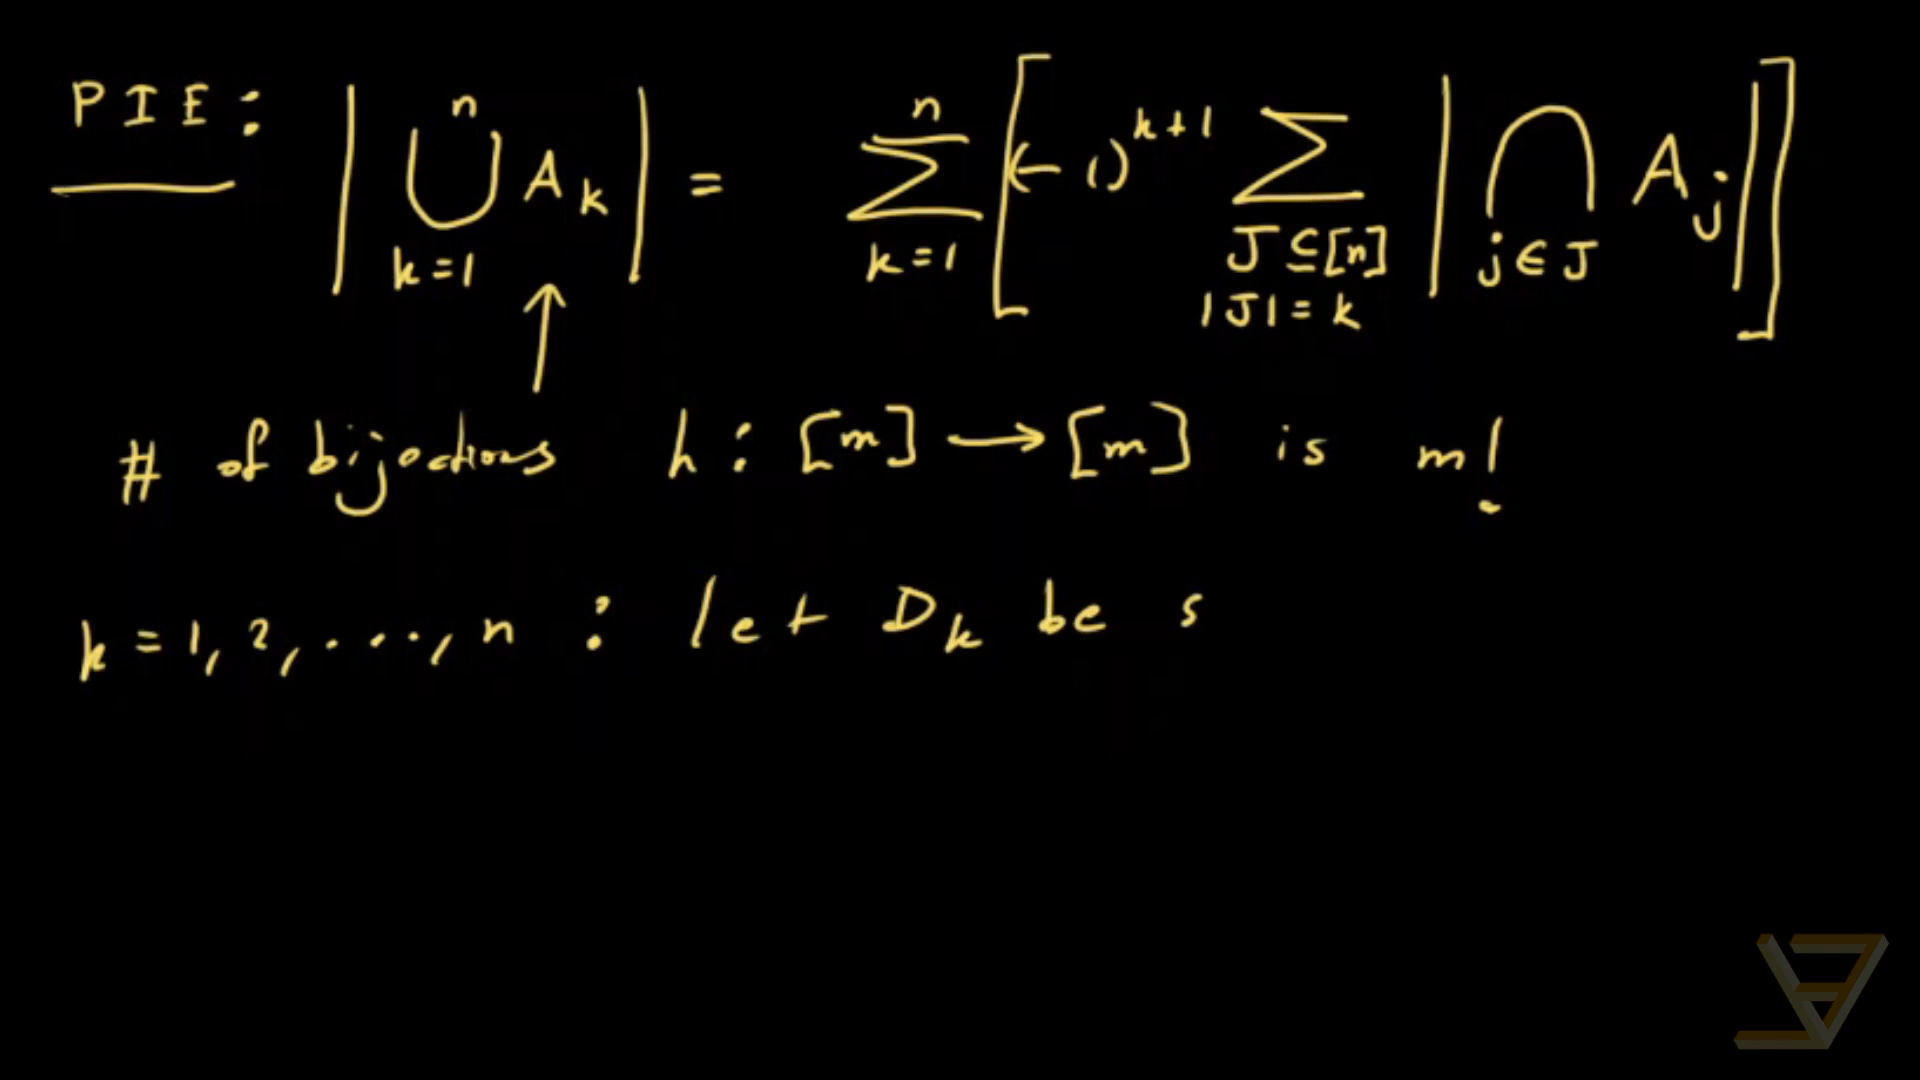 PIE: | ⋃_{k=1}^{n} A_k | = ∑_{k=1}^{n} [ (-1)^{k+1} ∑_{J ⊆ [n], |J| = k} | ⋂_{j ∈ J} A_j | ]
# of bijections h : [m] → [m] is m!
k = 1, 2, ..., n : let D_k be s